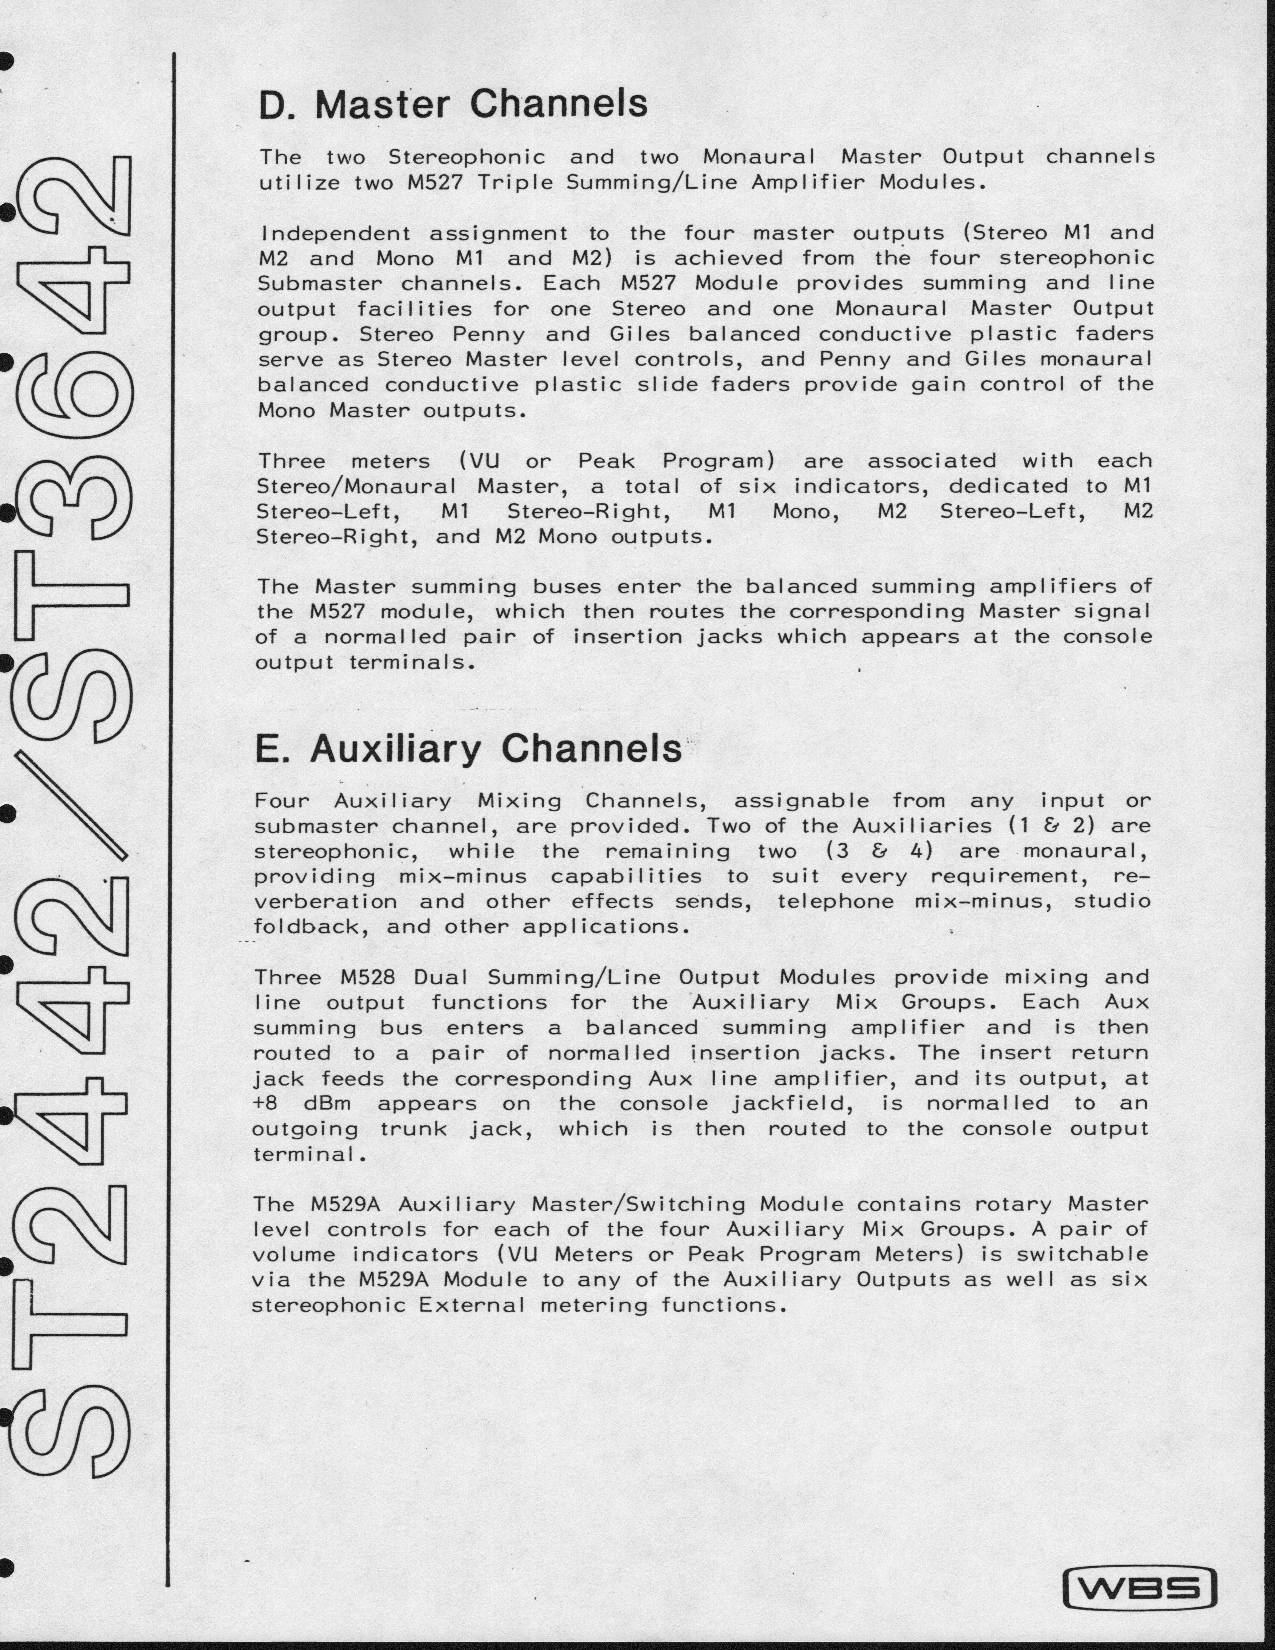 ST2442/ST3642
D. Master Channels
The two Stereophonic and two Monaural Master Output channels
utilize two M527 Triple Summing/Line Amplifier Modules.
Independent assignment to the four master outputs (Stereo M1 and
M2 and Mono M1 and M2) is achieved from the four stereophonic
Submaster channels. Each M527 Module provides summing and line
output facilities for one Stereo and one Monaural Master Output
group. Stereo Penny and Giles balanced conductive plastic faders
serve as Stereo Master level controls, and Penny and Giles monaural
balanced conductive plastic slide faders provide gain control of the
Mono Master outputs.
Three meters (VU or Peak Program) are associated with each
Stereo/Monaural Master, a total of six indicators, dedicated to M1
Stereo-Left, M1 Stereo-Right, M1 Mono, M2 Stereo-Left, M2
Stereo-Right, and M2 Mono outputs.
The Master summing buses enter the balanced summing amplifiers of
the M527 module, which then routes the corresponding Master signal
of a normalled pair of insertion jacks which appears at the console
output terminals.
E. Auxiliary Channels
Four Auxiliary Mixing Channels, assignable from any input or
submaster channel, are provided. Two of the Auxiliaries (1 & 2) are
stereophonic, while the remaining two (3 & 4) are monaural,
providing mix-minus capabilities to suit every requirement, re-
verberation and other effects sends, telephone mix-minus, studio
foldback, and other applications.
Three M528 Dual Summing/Line Output Modules provide mixing and
line output functions for the Auxiliary Mix Groups. Each Aux
summing bus enters a balanced summing amplifier and is then
routed to a pair of normalled insertion jacks. The insert return
jack feeds the corresponding Aux line amplifier, and its output, at
+8 dBm appears on the console jackfield, is normalled to an
outgoing trunk jack, which is then routed to the console output
terminal.
The M529A Auxiliary Master/Switching Module contains rotary Master
level controls for each of the four Auxiliary Mix Groups. A pair of
volume indicators (VU Meters or Peak Program Meters) is switchable
via the M529A Module to any of the Auxiliary Outputs as well as six
stereophonic External metering functions.
WBS